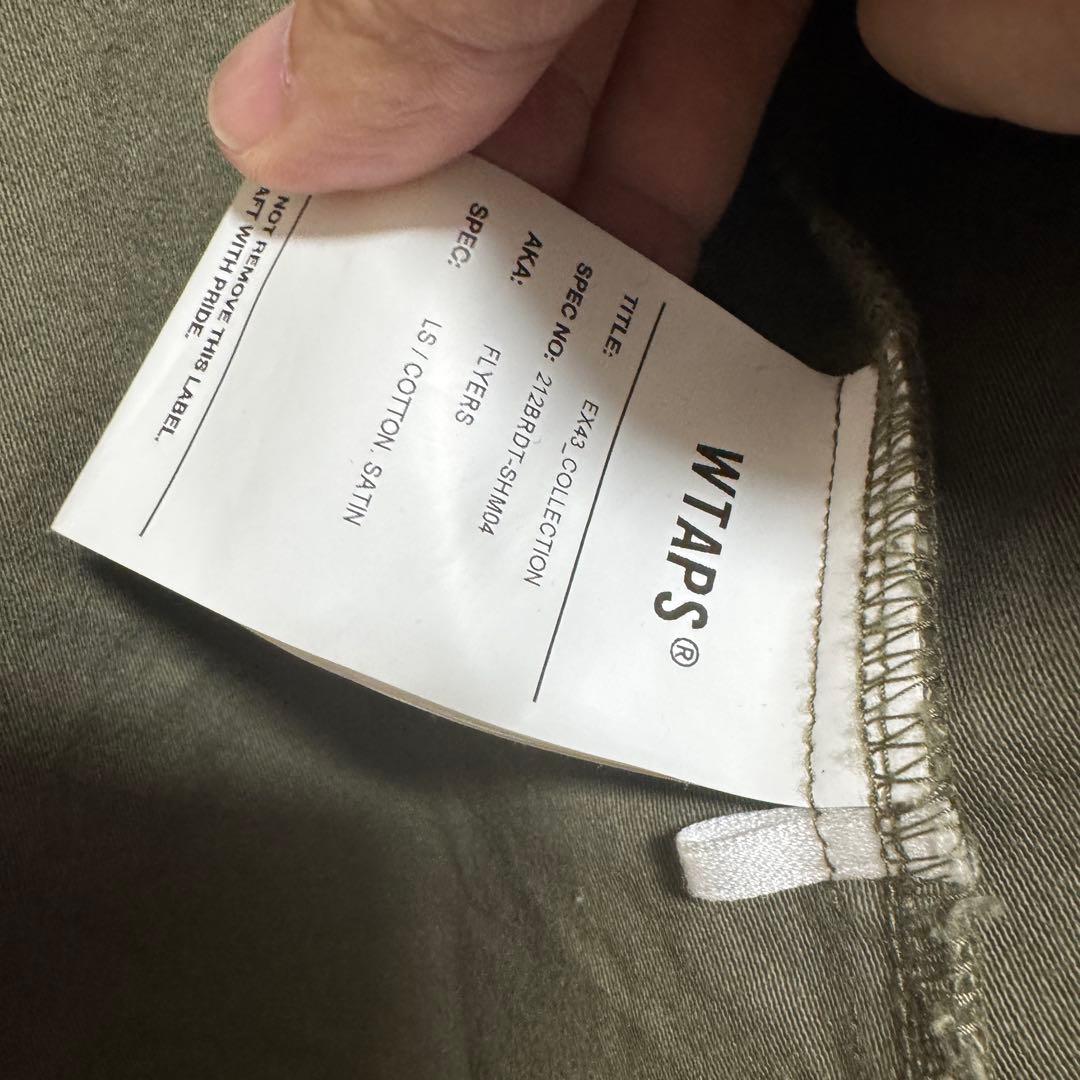 WTAPS®
TITLE: EX43_COLLECTION
SPEC NO: 212BRDT-SHM04
AKA: FLYERS
SPEC: LS / COTTON. SATIN
NOT REMOVE THIS LABEL.
WITH PRIDE.